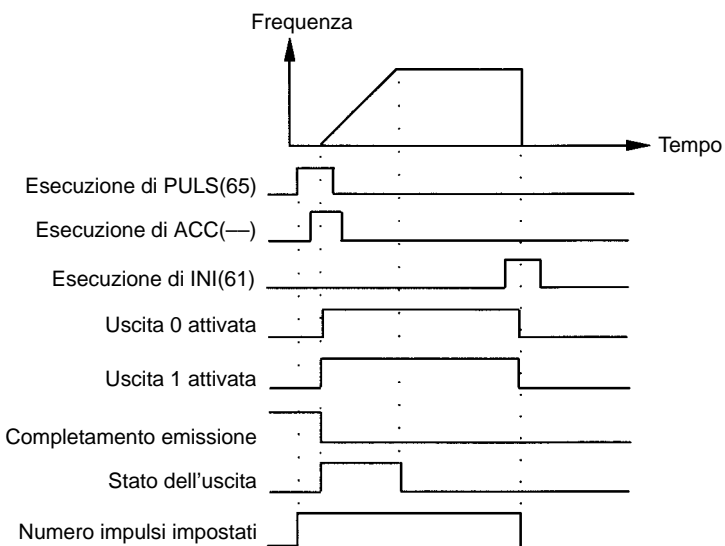 Frequenza
Tempo
Esecuzione di PULS(65)
Esecuzione di ACC(––)
Esecuzione di INI(61)
Uscita 0 attivata
Uscita 1 attivata
Completamento emissione
Stato dell'uscita
Numero impulsi impostati